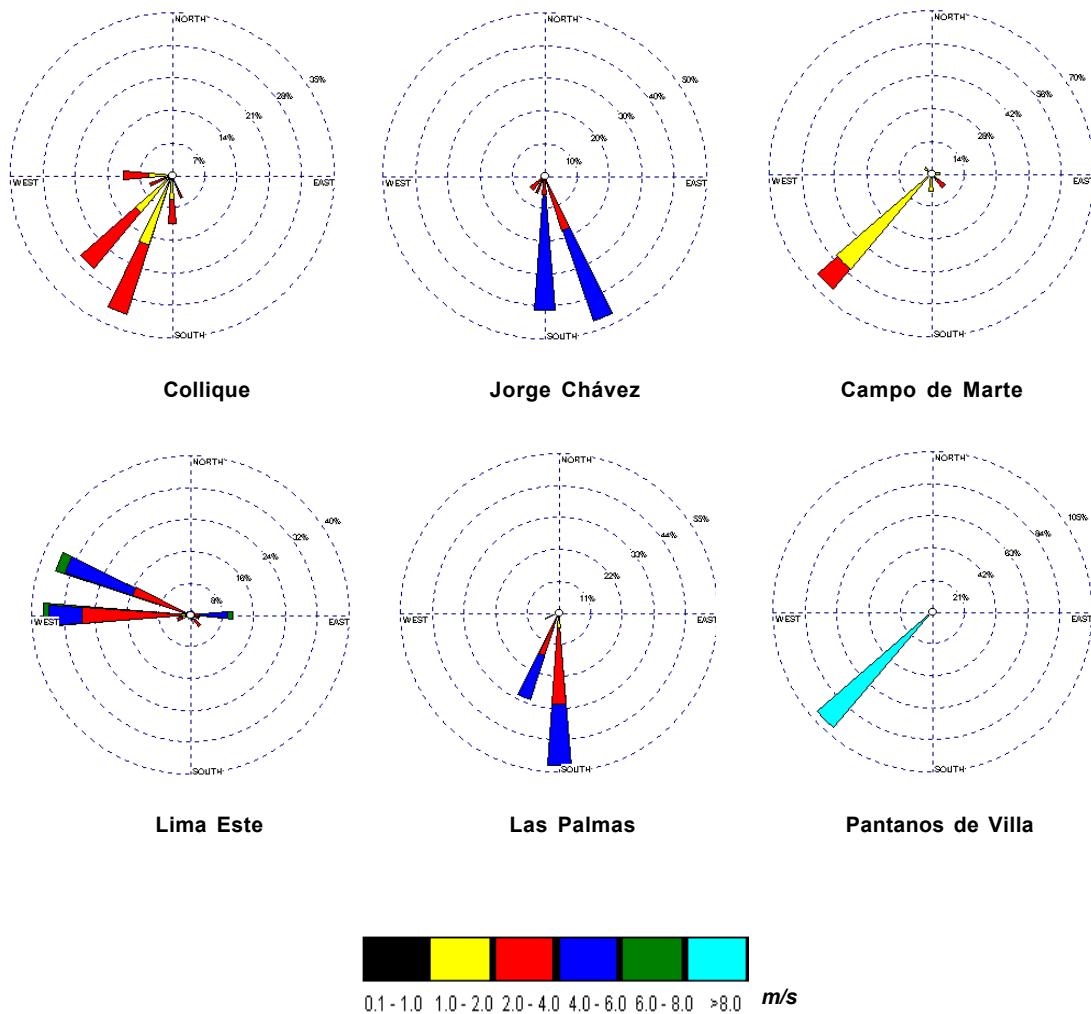 NORTH
35%
28%
21%
14%
7%
WEST
EAST
SOUTH
Collique
NORTH
50%
40%
30%
20%
10%
WEST
EAST
SOUTH
Jorge Chávez
NORTH
70%
56%
42%
28%
14%
WEST
EAST
SOUTH
Campo de Marte
NORTH
40%
32%
24%
16%
8%
WEST
EAST
SOUTH
Lima Este
NORTH
55%
44%
33%
22%
11%
WEST
EAST
SOUTH
Las Palmas
NORTH
105%
84%
63%
42%
21%
WEST
EAST
SOUTH
Pantanos de Villa
0.1 - 1.0 1.0 - 2.0 2.0 - 4.0 4.0 - 6.0 6.0 - 8.0 >8.0 m/s